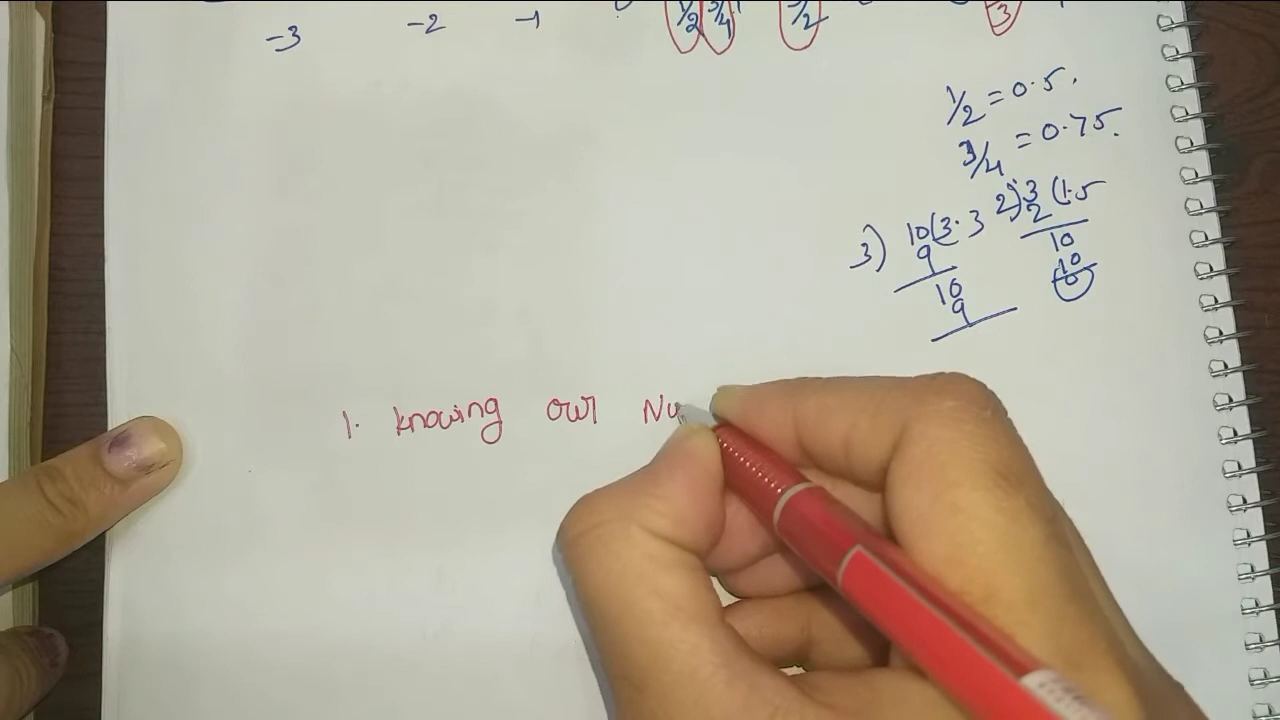 -3 -2 -1 1/2 3/4 3/2 3
1/2 = 0.5.
3/4 = 0.75.
3) 10(3.3 2) 3 (1.5
9 2
10 10
9 10
0
1. knowing our Nu